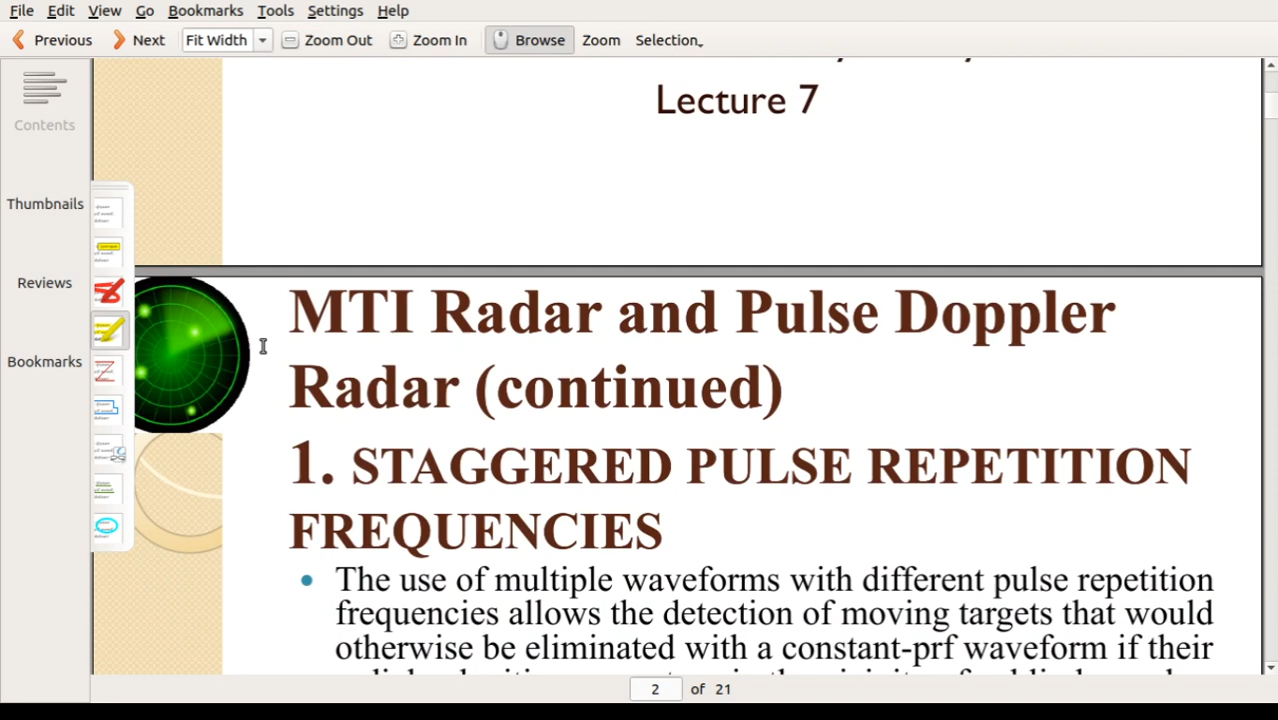 File Edit View Go Bookmarks Tools Settings Help
Previous Next Fit Width Zoom Out Zoom In Browse Zoom Selection
Contents
Thumbnails
Reviews
Bookmarks
Lecture 7
MTI Radar and Pulse Doppler
Radar (continued)
1. STAGGERED PULSE REPETITION
FREQUENCIES
• The use of multiple waveforms with different pulse repetition
frequencies allows the detection of moving targets that would
otherwise be eliminated with a constant-prf waveform if their
2 of 21